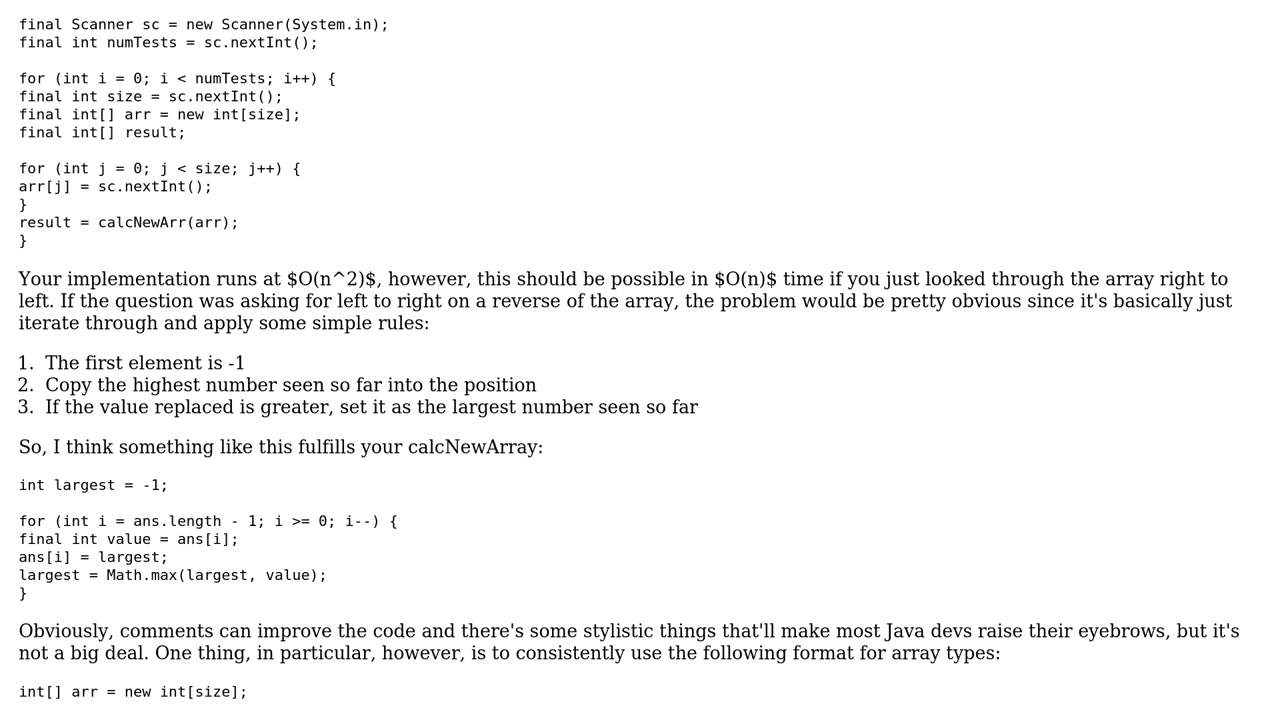 final Scanner sc = new Scanner(System.in);
final int numTests = sc.nextInt();

for (int i = 0; i < numTests; i++) {
final int size = sc.nextInt();
final int[] arr = new int[size];
final int[] result;

for (int j = 0; j < size; j++) {
arr[j] = sc.nextInt();
}
result = calcNewArr(arr);
}

Your implementation runs at $O(n^2)$, however, this should be possible in $O(n)$ time if you just looked through the array right to
left. If the question was asking for left to right on a reverse of the array, the problem would be pretty obvious since it's basically just
iterate through and apply some simple rules:

1. The first element is -1
2. Copy the highest number seen so far into the position
3. If the value replaced is greater, set it as the largest number seen so far

So, I think something like this fulfills your calcNewArray:

int largest = -1;

for (int i = ans.length - 1; i >= 0; i--) {
final int value = ans[i];
ans[i] = largest;
largest = Math.max(largest, value);
}

Obviously, comments can improve the code and there's some stylistic things that'll make most Java devs raise their eyebrows, but it's
not a big deal. One thing, in particular, however, is to consistently use the following format for array types:

int[] arr = new int[size];